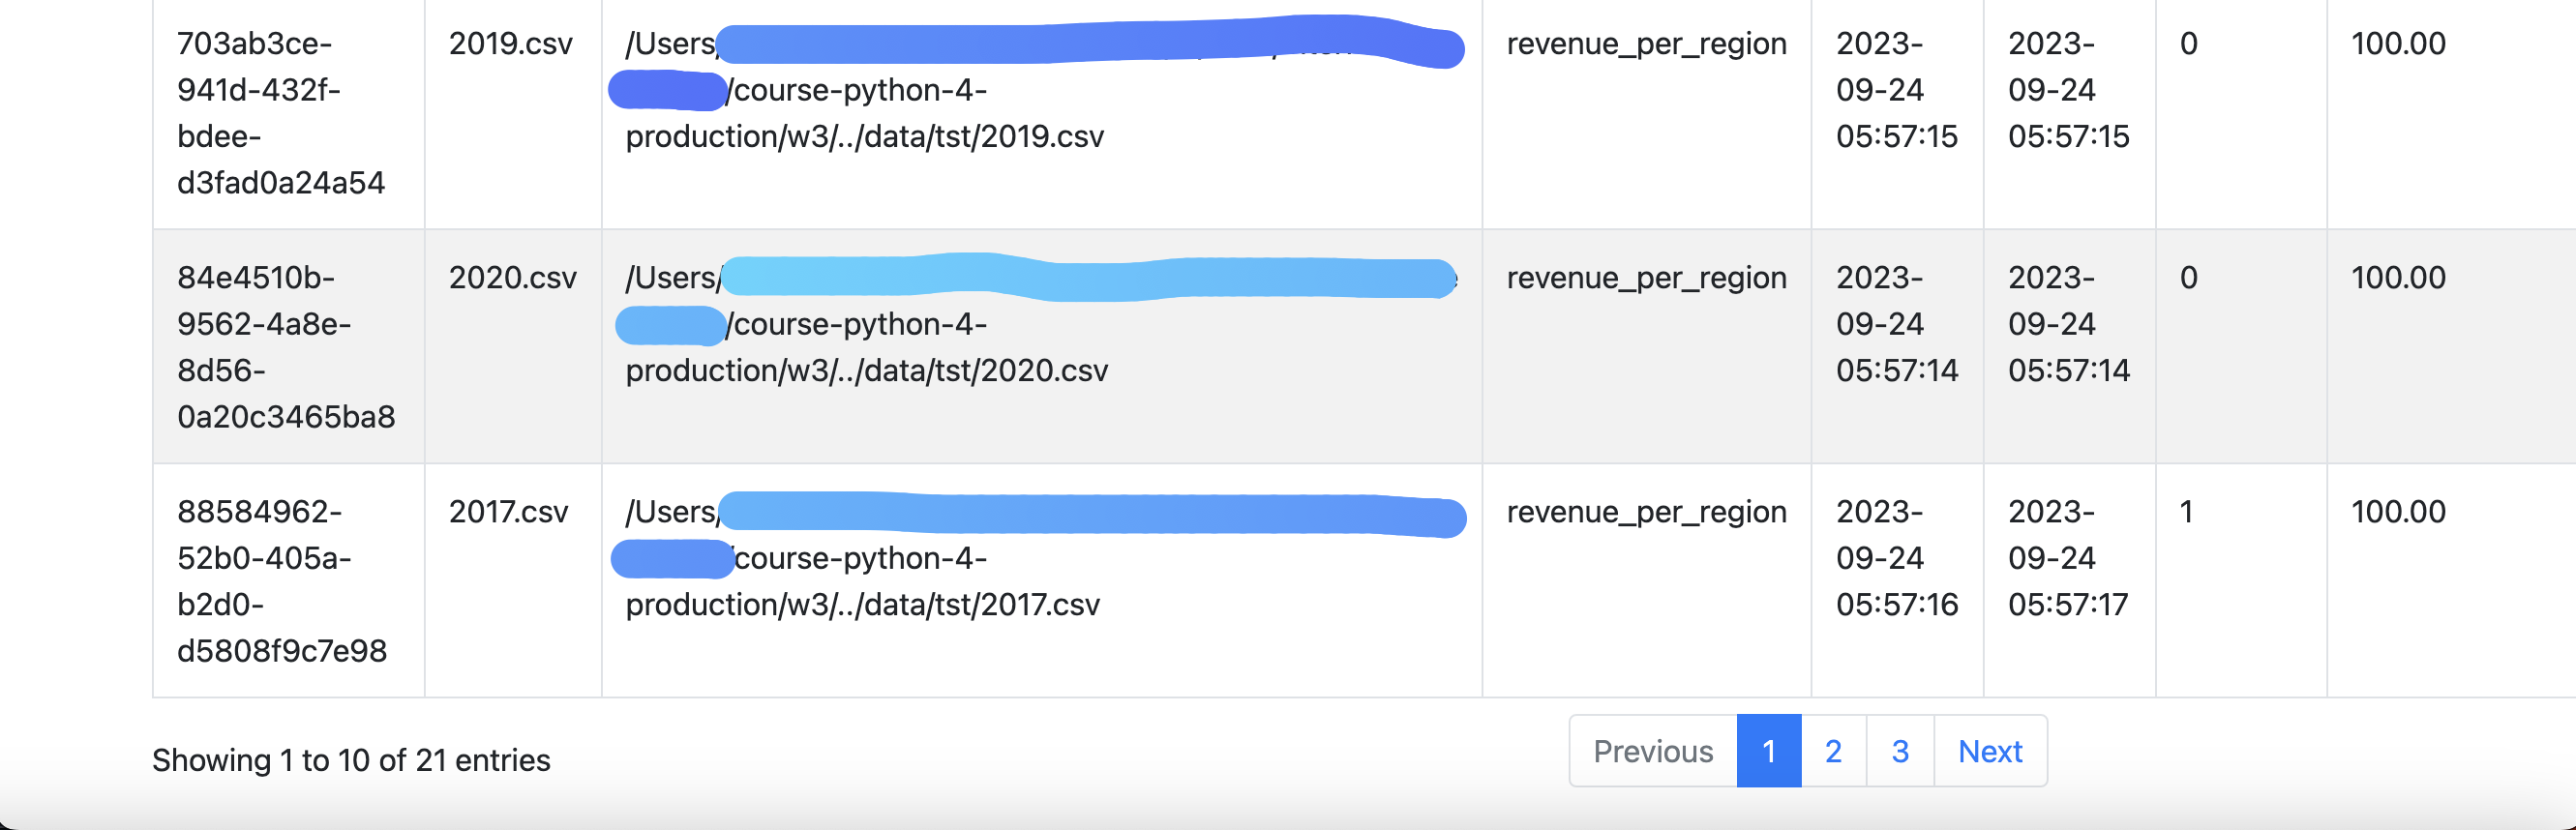 703ab3ce- 2019.csv /Users/ revenue_per_region 2023- 2023- 0 100.00
941d-432f- /course-python-4- 09-24 09-24
bdee- production/w3/../data/tst/2019.csv 05:57:15 05:57:15
d3fad0a24a54
84e4510b- 2020.csv /Users/ revenue_per_region 2023- 2023- 0 100.00
9562-4a8e- /course-python-4- 09-24 09-24
8d56- production/w3/../data/tst/2020.csv 05:57:14 05:57:14
0a20c3465ba8
88584962- 2017.csv /Users/ revenue_per_region 2023- 2023- 1 100.00
52b0-405a- course-python-4- 09-24 09-24
b2d0- production/w3/../data/tst/2017.csv 05:57:16 05:57:17
d5808f9c7e98
Showing 1 to 10 of 21 entries Previous 1 2 3 Next